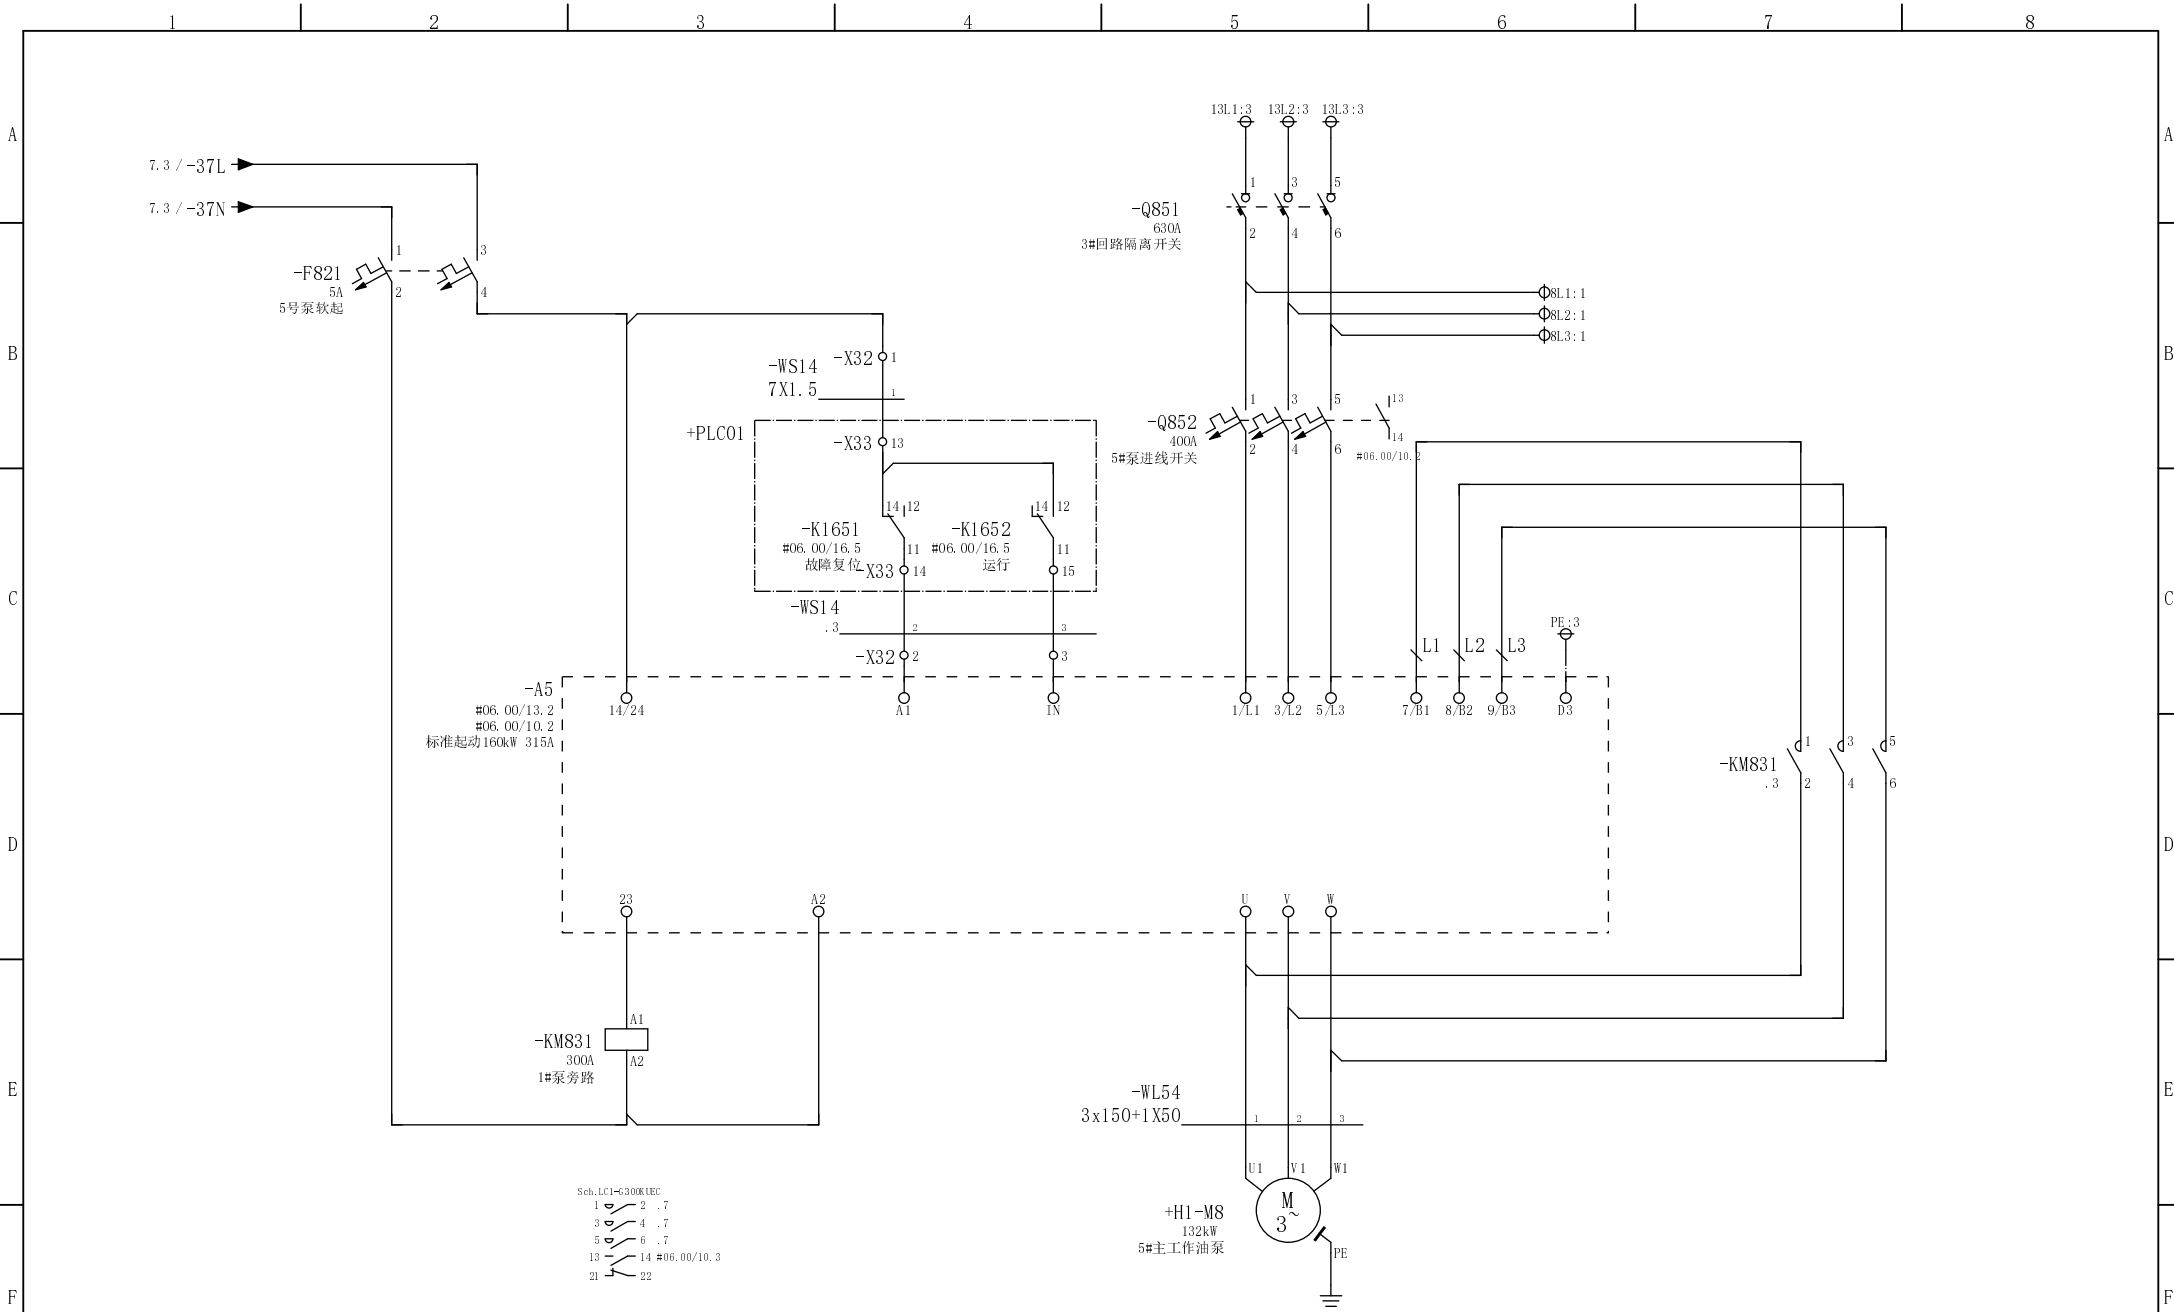 1 2 3 4 5 6 7 8
A A
B B
C C
D D
E E
F F
7.3 / -37L
7.3 / -37N
1 3
-F821
5A
5号泵软起
2 4
13L1:3 13L2:3 13L3:3
1 3 5
-Q851
630A
3#回路隔离开关
2 4 6
8L1:1
8L2:1
8L3:1
-X32 1
-WS14
7X1.5
1
+PLC01
-X33 13
14 12
-K1651
#06.00/16.5
故障复位
11
-X33 14
14 12
-K1652
#06.00/16.5
运行
11
15
-WS14
.3
2 3
-X32 2 3
1 3 5 13
-Q852
400A
5#泵进线开关
2 4 6 14
#06.00/10.2
L1 L2 L3
PE:3
-A5
#06.00/13.2
#06.00/10.2
标准起动160kW 315A
14/24 A1 IN 1/L1 3/L2 5/L3 7/B1 8/B2 9/B3 D3
1 3 5
-KM831
.3
2 4 6
23 A2 U V W
A1
-KM831
300A
1#泵旁路
A2
-WL54
3x150+1X50
1 2 3
U1 V1 W1
M
3~
+H1-M8
132kW
5#主工作油泵
PE
Sch.LC1-G300KUEC
1 2 .7
3 4 .7
5 6 .7
13 14 #06.00/10.3
21 22